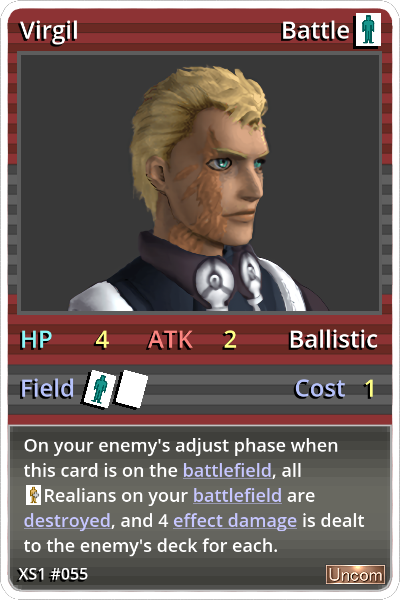 Virgil Battle
HP 4 ATK 2 Ballistic
Field Cost 1
On your enemy's adjust phase when
this card is on the battlefield, all
Realians on your battlefield are
destroyed, and 4 effect damage is dealt
to the enemy's deck for each.
XS1 #055 Uncom